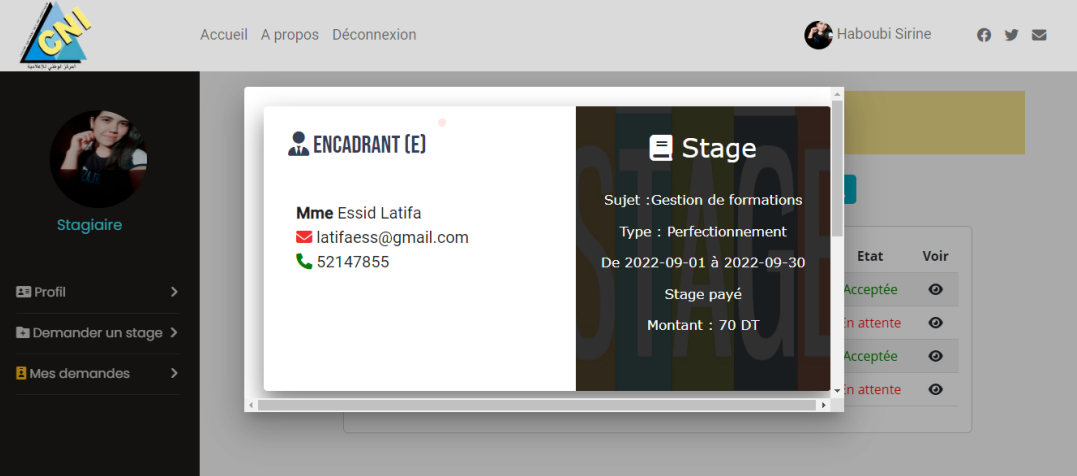 CNI
المركز الوطني للإعلامية
Accueil A propos Déconnexion
Haboubi Sirine
Stagiaire
Profil
Demander un stage
Mes demandes
ENCADRANT (E)
Mme Essid Latifa
latifaess@gmail.com
52147855
STAGE
Stage
Sujet :Gestion de formations
Type : Perfectionnement
De 2022-09-01 à 2022-09-30
Stage payé
Montant : 70 DT
Etat Voir
Acceptée
En attente
Acceptée
En attente